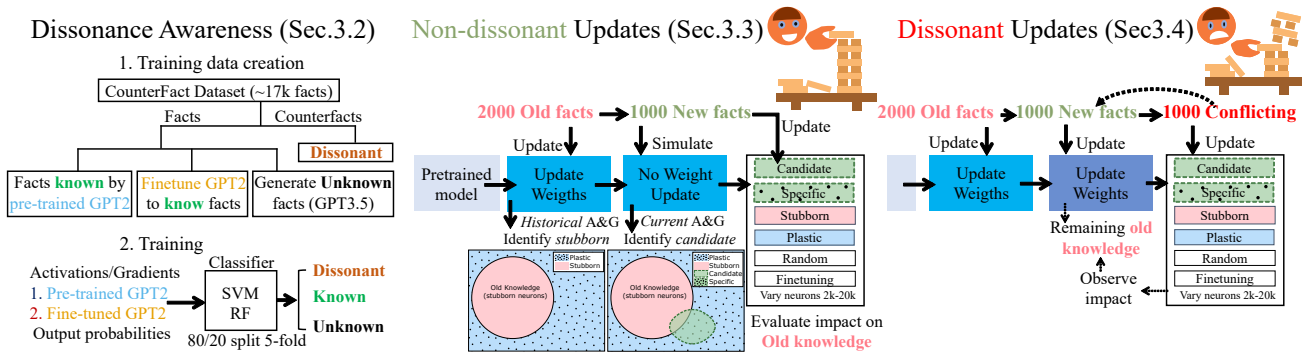 Dissonance Awareness (Sec.3.2)
1. Training data creation
CounterFact Dataset (~17k facts)
Facts
Counterfacts
Dissonant
Facts known by
pre-trained GPT2
Finetune GPT2
to know facts
Generate Unknown
facts (GPT3.5)
2. Training
Activations/Gradients
1. Pre-trained GPT2
2. Fine-tuned GPT2
Output probabilities
Classifier
SVM
RF
80/20 split 5-fold
Dissonant
Known
Unknown
Non-dissonant Updates (Sec.3.3)
2000 Old facts
1000 New facts
Update
Simulate
Update
Pretrained
model
Update
Weigths
No Weight
Update
Historical A&G
Identify stubborn
Current A&G
Identify candidate
Plastic
Stubborn
Old Knowledge
(stubborn neurons)
Plastic
Stubborn
Candidate
Specific
Old Knowledge
(stubborn neurons)
Candidate
Specific
Stubborn
Plastic
Random
Finetuning
Vary neurons 2k-20k
Evaluate impact on
Old knowledge
Dissonant Updates (Sec3.4)
2000 Old facts
1000 New facts
1000 Conflicting
Update
Update
Update
Update
Weigths
Update
Weights
Remaining old
knowledge
Observe
impact
Candidate
Specific
Stubborn
Plastic
Random
Finetuning
Vary neurons 2k-20k